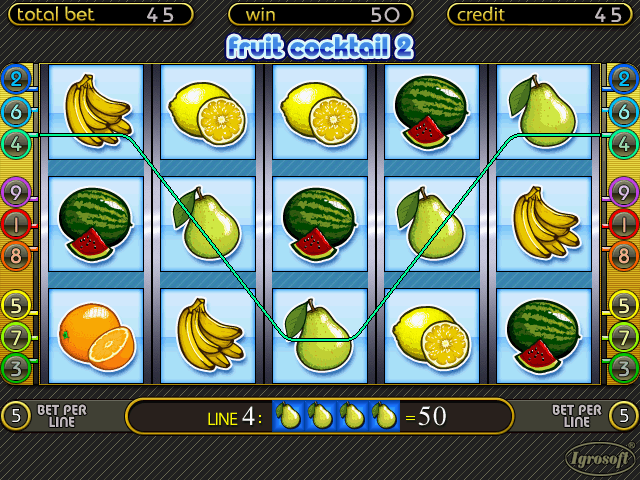 total bet 45 win 50 credit 45
fruit cocktail 2
2 2
6 6
4 4
9 9
1 1
8 8
5 5
7 7
3 3
5 BET PER LINE LINE 4: =50 BET PER LINE 5
Igrosoft®